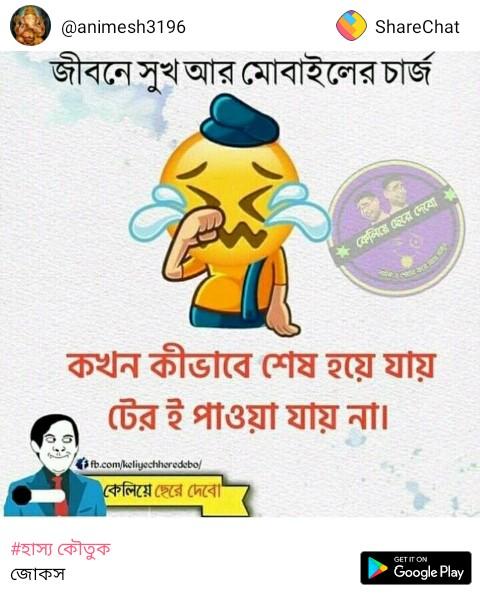 @animesh3196
ShareChat
জীবনে সুখ আর মোবাইলের চার্জ
কেলিয়ে ছেরে দেবো
কখন কীভাবে শেষ হয়ে যায়
টের ই পাওয়া যায় না।
fb.com/keliyechheredebo/
কেলিয়ে ছেরে দেবো
#হাস্য কৌতুক
জোকস
GET IT ON
Google Play